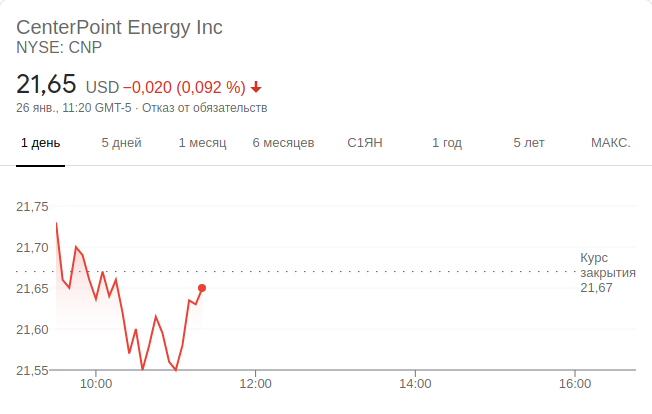 CenterPoint Energy Inc
NYSE: CNP
21,65 USD −0,020 (0,092 %)
26 янв., 11:20 GMT-5 · Отказ от обязательств
1 день 5 дней 1 месяц 6 месяцев С1ЯН 1 год 5 лет МАКС.
21,75
21,70
Курс
закрытия
21,67
21,65
21,60
21,55
10:00 12:00 14:00 16:00